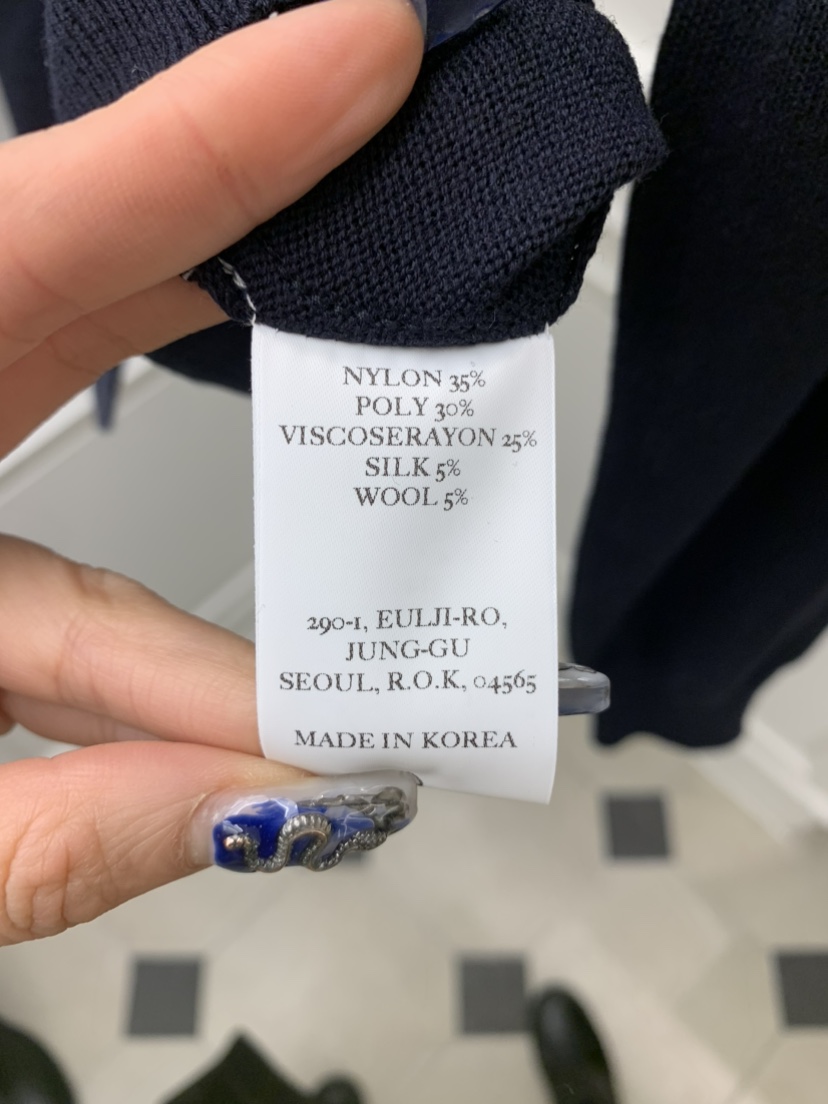 NYLON 35%
POLY 30%
VISCOSERAYON 25%
SILK 5%
WOOL 5%
290-1, EULJI-RO,
JUNG-GU
SEOUL, R.O.K, 04565
MADE IN KOREA